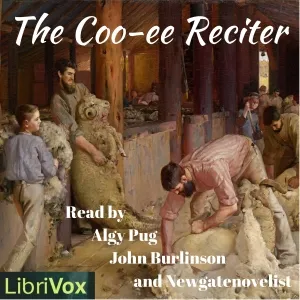 The Coo-ee Reciter
Read by
Algy Pug
John Burlinson
and Newgatenovelist
LibriVox